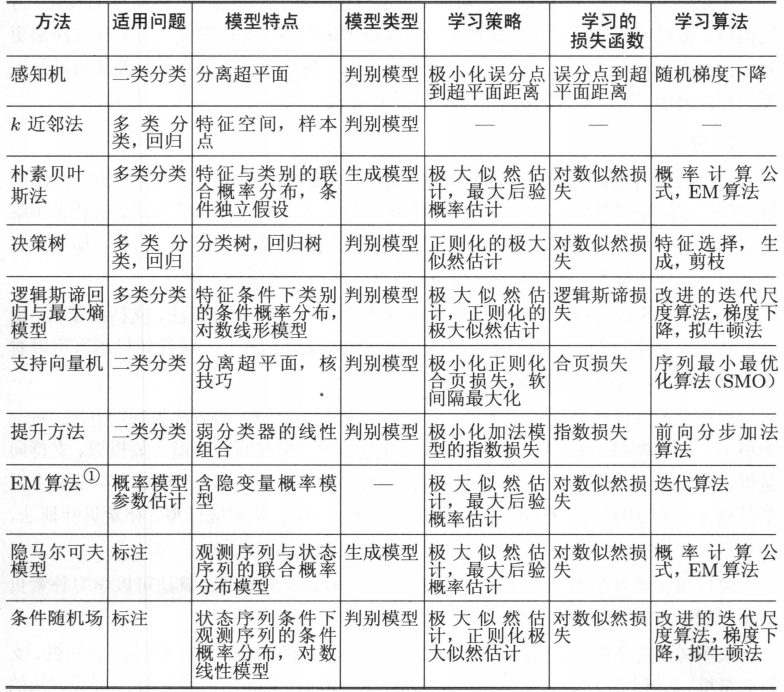 方法 适用问题 模型特点 模型类型 学习策略 学习的损失函数 学习算法
感知机 二类分类 分离超平面 判别模型 极小化误分点到超平面距离 误分点到超平面距离 随机梯度下降
k 近邻法 多类分类,回归 特征空间，样本点 判别模型 — — —
朴素贝叶斯法 多类分类 特征与类别的联合概率分布，条件独立假设 生成模型 极大似然估计，最大后验概率估计 对数似然损失 概率计算公式，EM算法
决策树 多类分类,回归 分类树,回归树 判别模型 正则化的极大似然估计 对数似然损失 特征选择，生成,剪枝
逻辑斯谛回归与最大熵模型 多类分类 特征条件下类别的条件概率分布，对数线形模型 判别模型 极大似然估计，正则化的极大似然估计 逻辑斯谛损失 改进的迭代尺度算法,梯度下降，拟牛顿法
支持向量机 二类分类 分离超平面，核技巧 判别模型 极小化正则化合页损失，软间隔最大化 合页损失 序列最小最优化算法(SMO)
提升方法 二类分类 弱分类器的线性组合 判别模型 极小化加法模型的指数损失 指数损失 前向分步加法算法
EM算法① 概率模型参数估计 含隐变量概率模型 — 极大似然估计，最大后验概率估计 对数似然损失 迭代算法
隐马尔可夫模型 标注 观测序列与状态序列的联合概率分布模型 生成模型 极大似然估计，最大后验概率估计 对数似然损失 概率计算公式，EM算法
条件随机场 标注 状态序列条件下观测序列的条件概率分布，对数线性模型 判别模型 极大似然估计，正则化极大似然估计 对数似然损失 改进的迭代尺度算法,梯度下降，拟牛顿法